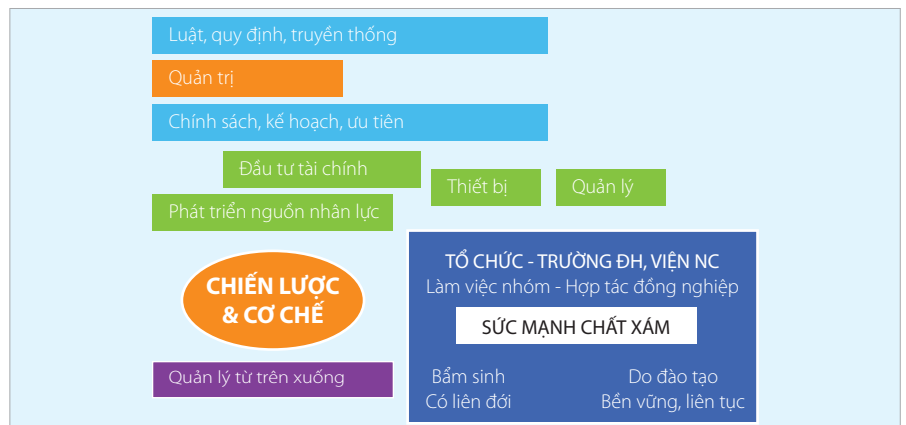 Luật, quy định, truyền thống
Quản trị
Chính sách, kế hoạch, ưu tiên
Đầu tư tài chính
Thiết bị
Quản lý
Phát triển nguồn nhân lực
CHIẾN LƯỢC
& CƠ CHẾ
TỔ CHỨC - TRƯỜNG ĐH, VIỆN NC
Làm việc nhóm - Hợp tác đồng nghiệp
SỨC MẠNH CHẤT XÁM
Quản lý từ trên xuống
Bẩm sinh
Có liên đới
Do đào tạo
Bền vững, liên tục